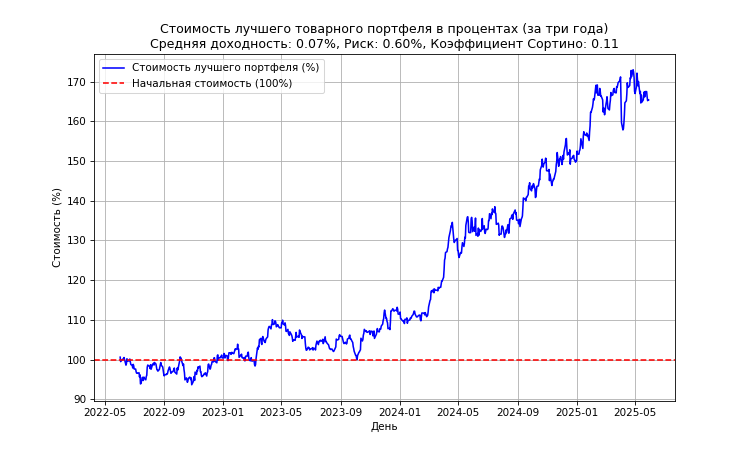 Стоимость лучшего товарного портфеля в процентах (за три года)
Средняя доходность: 0.07%, Риск: 0.60%, Коэффициент Сортино: 0.11
Стоимость лучшего портфеля (%)
Начальная стоимость (100%)
Стоимость (%)
170
160
150
140
130
120
110
100
90
2022-05 2022-09 2023-01 2023-05 2023-09 2024-01 2024-05 2024-09 2025-01 2025-05
День